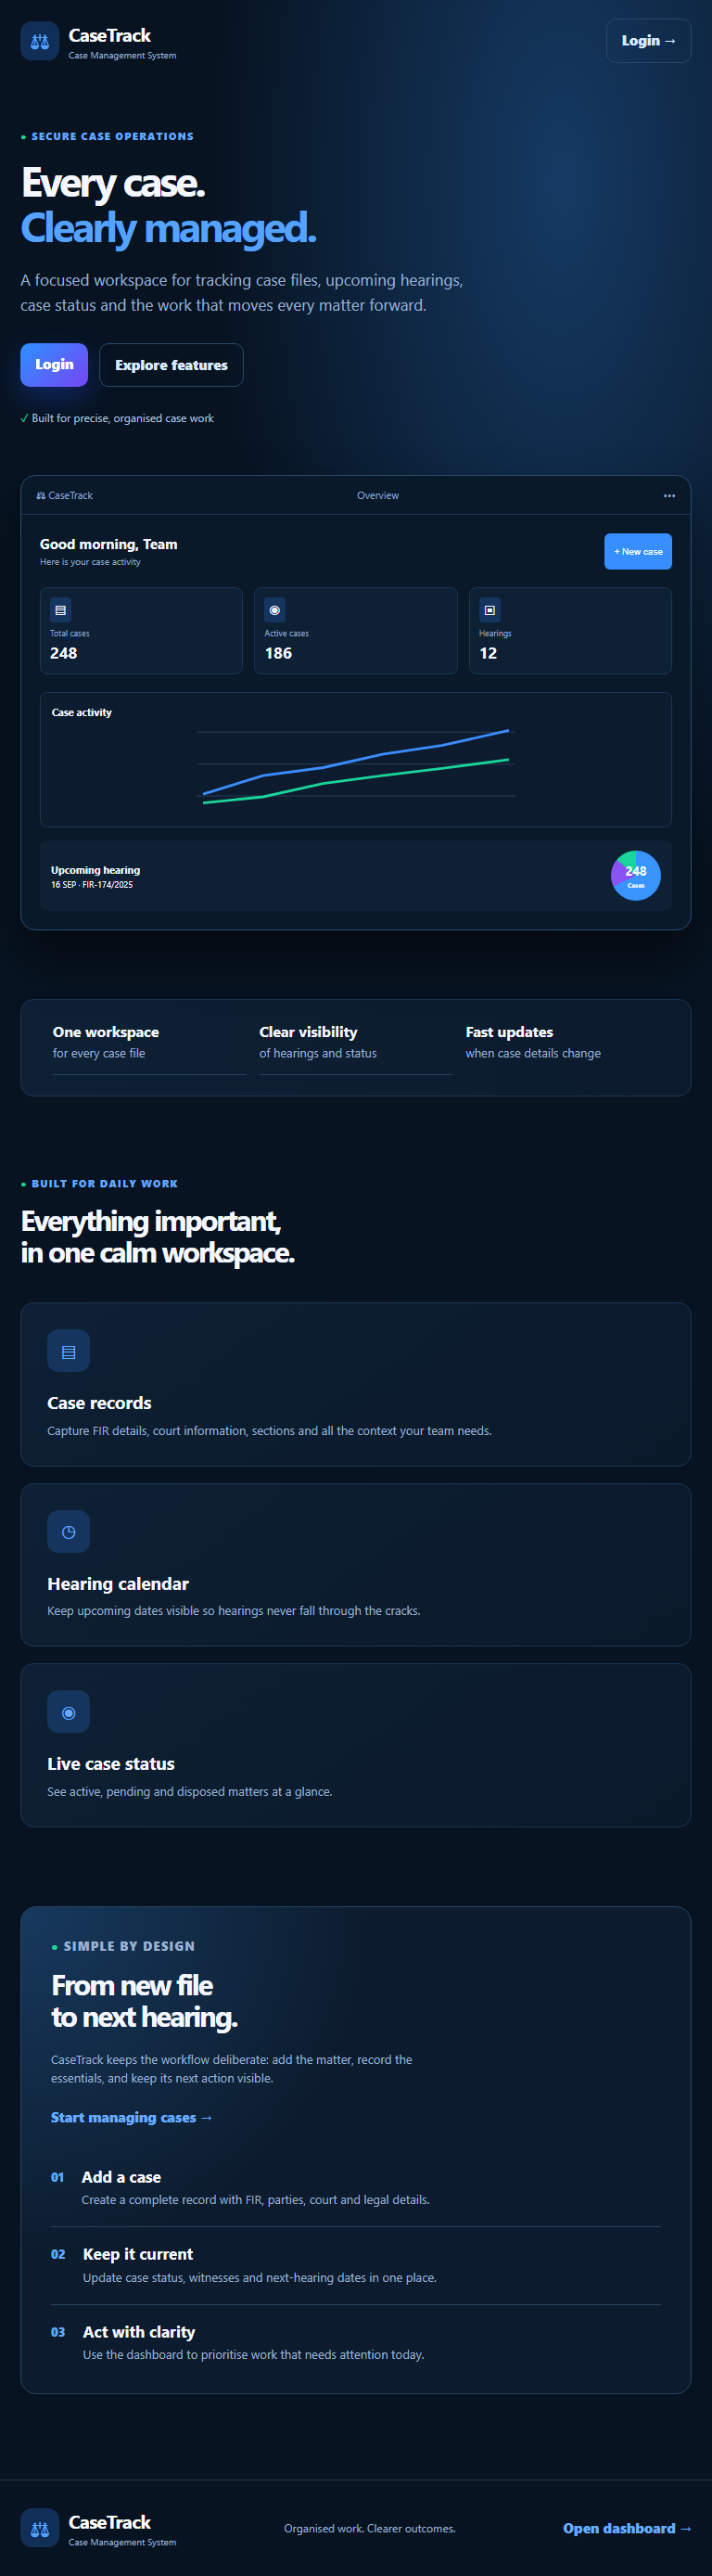 CaseTrack
Case Management System
Login →
• SECURE CASE OPERATIONS
Every case.
Clearly managed.
A focused workspace for tracking case files, upcoming hearings,
case status and the work that moves every matter forward.
Login
Explore features
✓ Built for precise, organised case work
CaseTrack
Overview
•••
Good morning, Team
Here is your case activity
+ New case
Total cases
248
Active cases
186
Hearings
12
Case activity
Upcoming hearing
16 SEP · FIR-174/2025
248
Cases
One workspace
for every case file
Clear visibility
of hearings and status
Fast updates
when case details change
• BUILT FOR DAILY WORK
Everything important,
in one calm workspace.
Case records
Capture FIR details, court information, sections and all the context your team needs.
Hearing calendar
Keep upcoming dates visible so hearings never fall through the cracks.
Live case status
See active, pending and disposed matters at a glance.
• SIMPLE BY DESIGN
From new file
to next hearing.
CaseTrack keeps the workflow deliberate: add the matter, record the
essentials, and keep its next action visible.
Start managing cases →
01 Add a case
Create a complete record with FIR, parties, court and legal details.
02 Keep it current
Update case status, witnesses and next-hearing dates in one place.
03 Act with clarity
Use the dashboard to prioritise work that needs attention today.
CaseTrack
Case Management System
Organised work. Clearer outcomes.
Open dashboard →